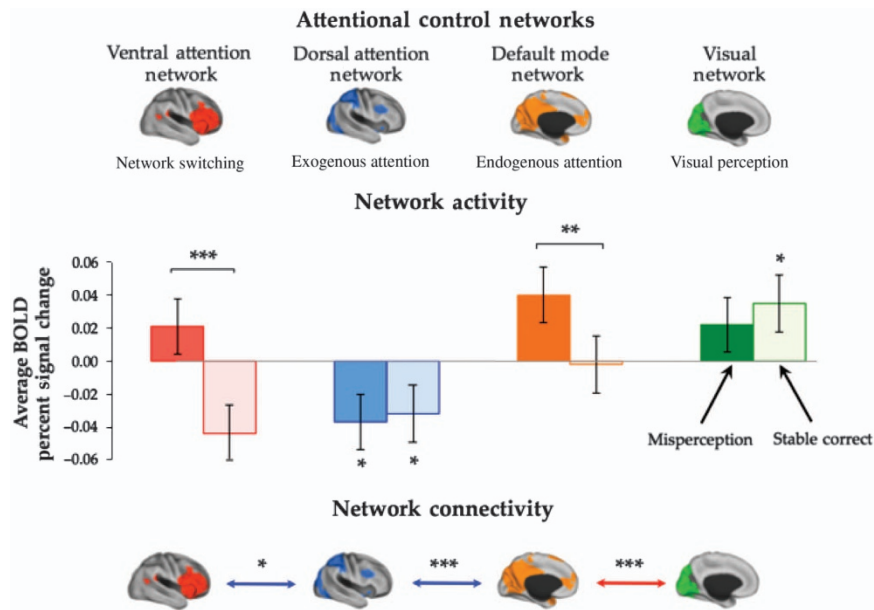 Attentional control networks
Ventral attention network
Dorsal attention network
Default mode network
Visual network
Network switching
Exogenous attention
Endogenous attention
Visual perception
Network activity
Average BOLD percent signal change
0.06
0.04
0.02
0.00
–0.02
–0.04
–0.06
***
**
*
*
*
Misperception
Stable correct
Network connectivity
*
***
***